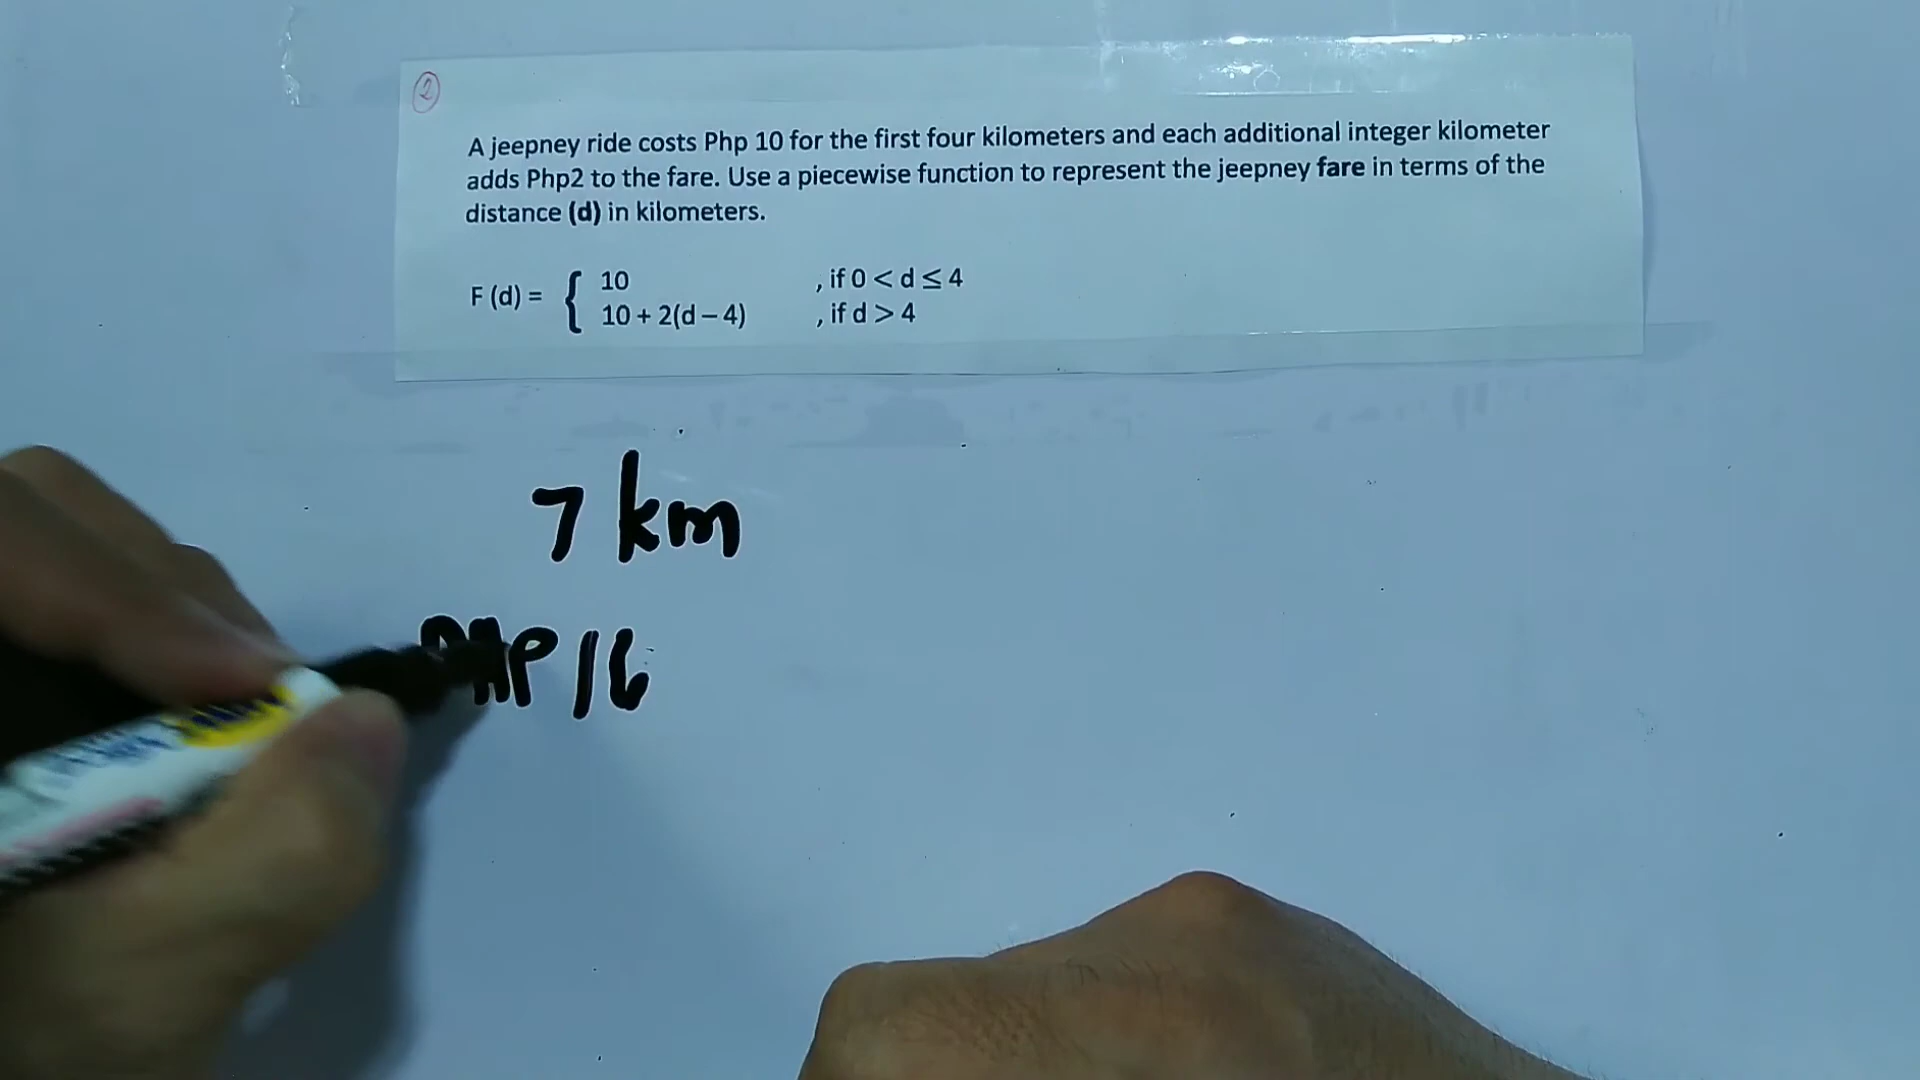 2
A jeepney ride costs Php 10 for the first four kilometers and each additional integer kilometer
adds Php2 to the fare. Use a piecewise function to represent the jeepney fare in terms of the
distance (d) in kilometers.
F (d) = { 10 , if 0 < d ≤ 4
10 + 2(d – 4) , if d > 4
7 km
PHP 16